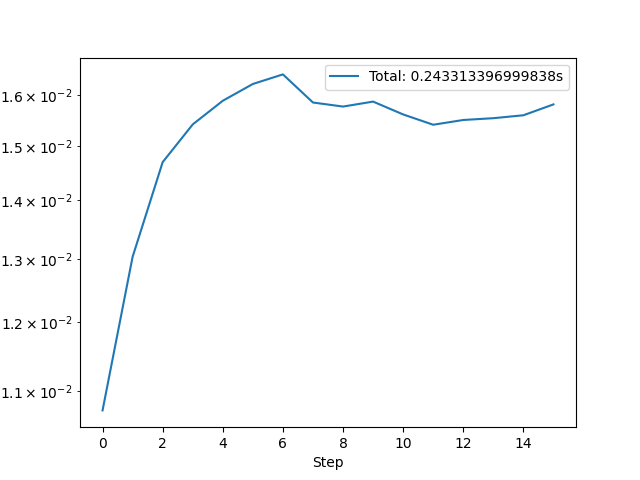 Total: 0.243313396999838s
1.6 × 10⁻²
1.5 × 10⁻²
1.4 × 10⁻²
1.3 × 10⁻²
1.2 × 10⁻²
1.1 × 10⁻²
0 2 4 6 8 10 12 14
Step